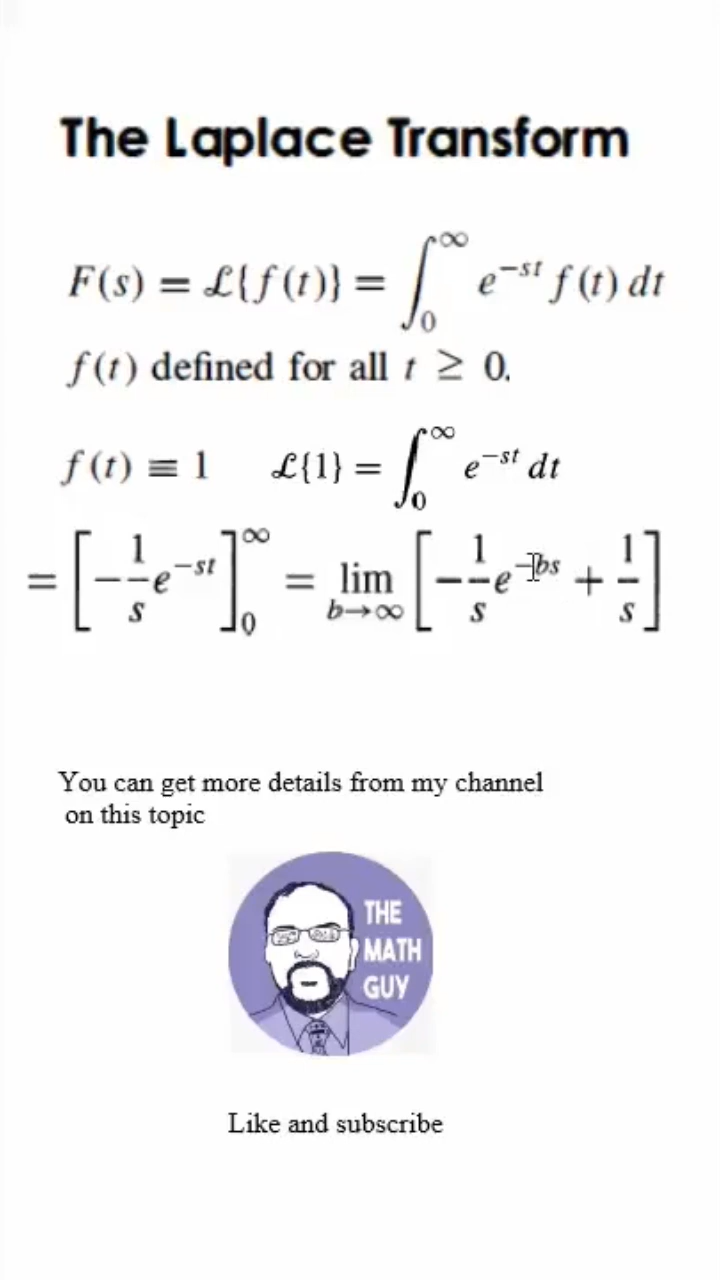 The Laplace Transform
F(s) = ℒ{f(t)} = ∫₀^∞ e^{−st} f(t) dt
f(t) defined for all t ≥ 0.
f(t) ≡ 1 ℒ{1} = ∫₀^∞ e^{−st} dt
= [−1/s e^{−st}]₀^∞ = lim_{b→∞} [−1/s e^{−bs} + 1/s]
You can get more details from my channel
on this topic
THE
MATH
GUY
Like and subscribe